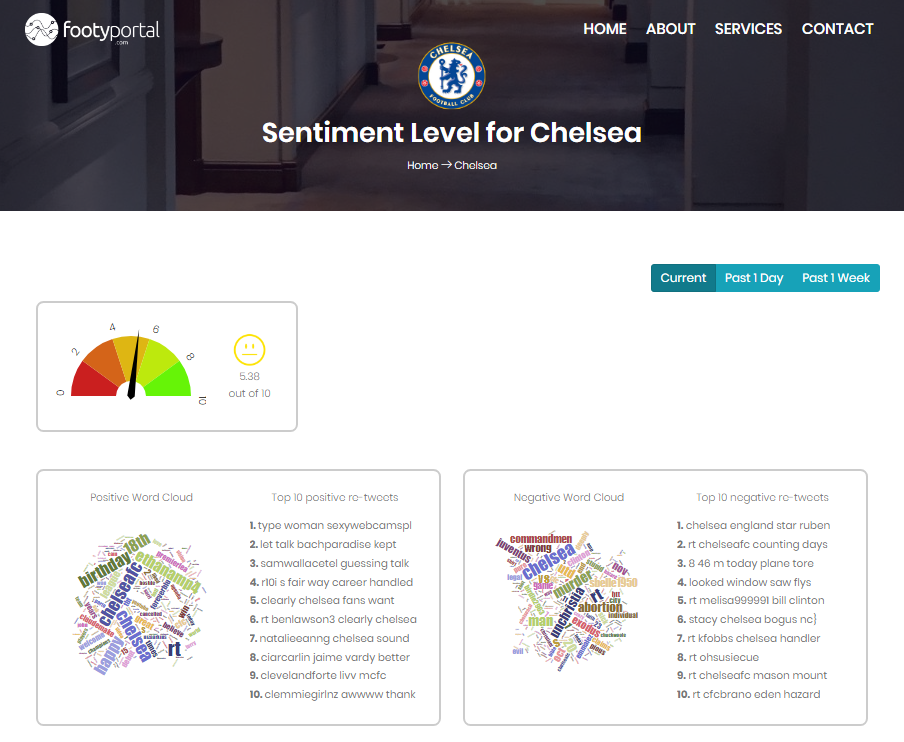 footyportal
.com
HOME ABOUT SERVICES CONTACT
CHELSEA
FOOTBALL CLUB
Sentiment Level for Chelsea
Home → Chelsea
Current Past 1 Day Past 1 Week
0 2 4 6 8 10
5.38
out of 10
Positive Word Cloud
birthday 18th
ethanampa
chelseafc
chelsea
happy
rt
Top 10 positive re-tweets
1. type woman sexywebcamspl
2. let talk bachparadise kept
3. samwallacetel guessing talk
4. r10i s fair way career handled
5. clearly chelsea fans want
6. rt benlawson3 clearly chelsea
7. natalieeanng chelsea sound
8. ciarcarlin jaime vardy better
9. clevelandforte livv mcfc
10. clemmiegirlnz awwww thank
Negative Word Cloud
commandmen
juventus
wrong
chelsea
vs
game
murder
skelle1950
rt
abortion
unchristia
man
exodus
individual
evil
Top 10 negative re-tweets
1. chelsea england star ruben
2. rt chelseafc counting days
3. 8 46 m today plane tore
4. looked window saw flys
5. rt melisa999991 bill clinton
6. stacy chelsea bogus nc}
7. rt kfobbs chelsea handler
8. rt ohsusiecue
9. rt chelseafc mason mount
10. rt cfcbrano eden hazard